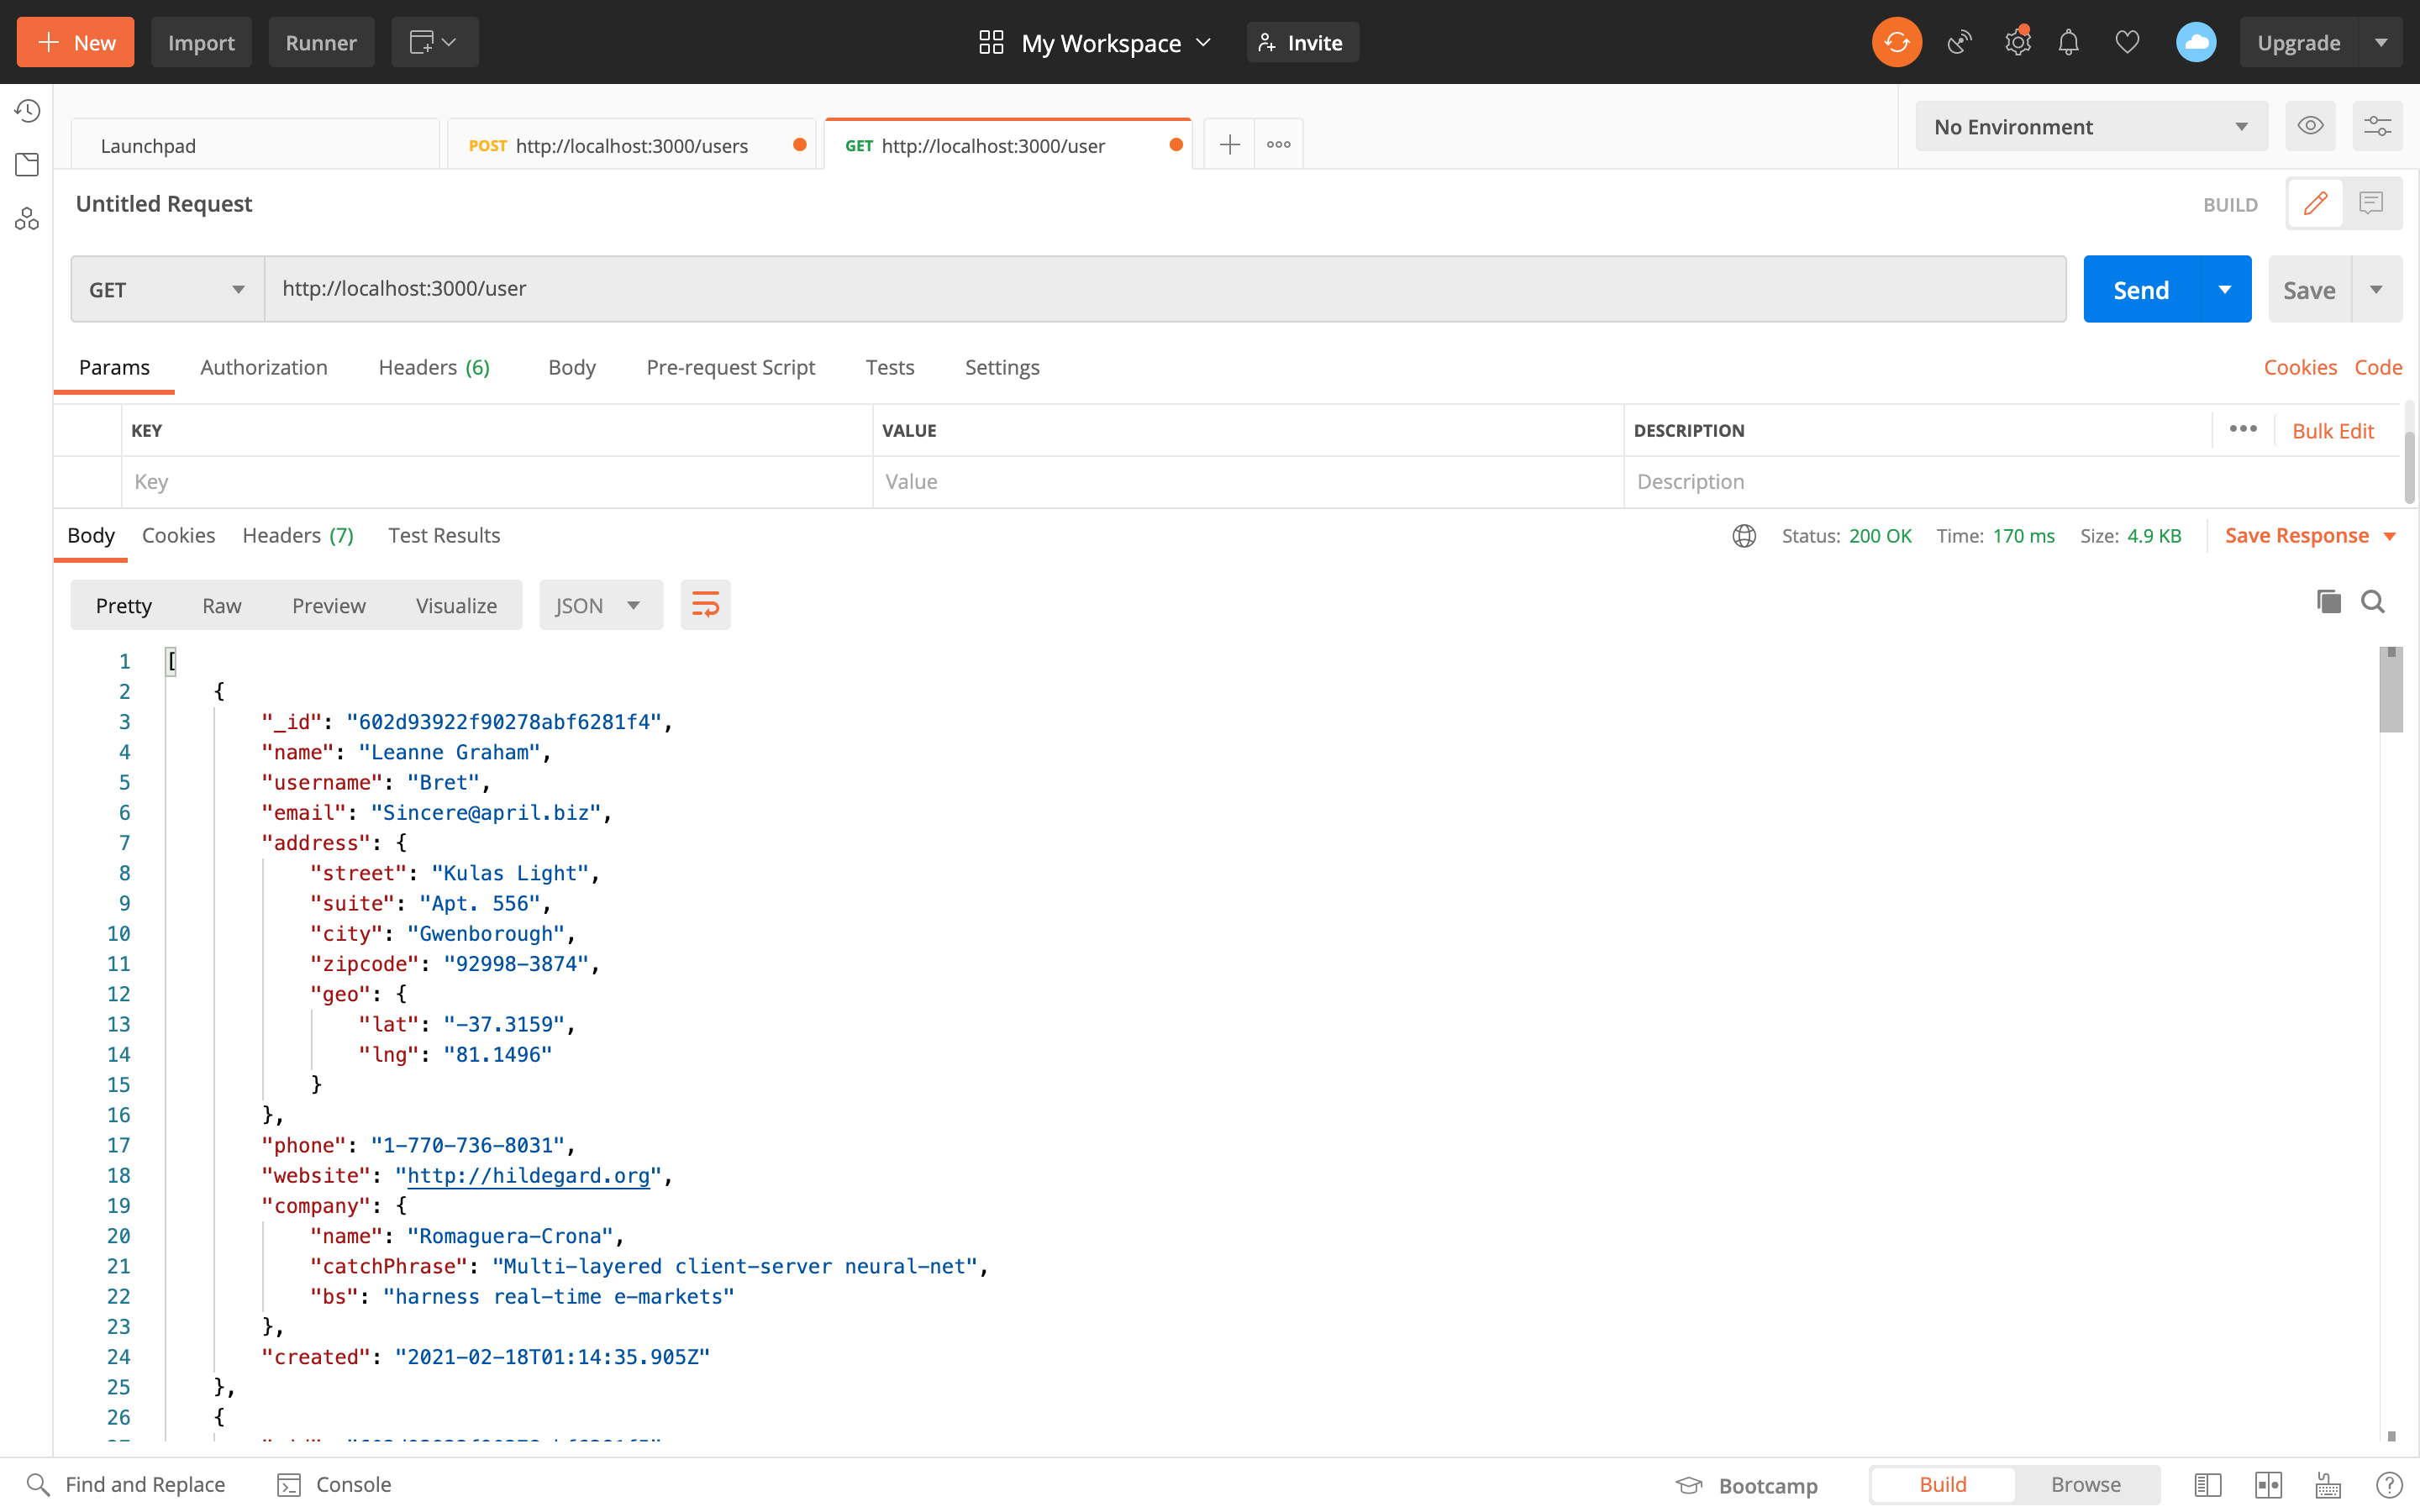 New Import Runner My Workspace Invite Upgrade
Launchpad POST http://localhost:3000/users GET http://localhost:3000/user No Environment
Untitled Request BUILD
GET http://localhost:3000/user Send Save
Params Authorization Headers (6) Body Pre-request Script Tests Settings Cookies Code
KEY VALUE DESCRIPTION Bulk Edit
Key Value Description
Body Cookies Headers (7) Test Results Status: 200 OK Time: 170 ms Size: 4.9 KB Save Response
Pretty Raw Preview Visualize JSON
1 [
2 {
3 "_id": "602d93922f90278abf6281f4",
4 "name": "Leanne Graham",
5 "username": "Bret",
6 "email": "Sincere@april.biz",
7 "address": {
8 "street": "Kulas Light",
9 "suite": "Apt. 556",
10 "city": "Gwenborough",
11 "zipcode": "92998-3874",
12 "geo": {
13 "lat": "-37.3159",
14 "lng": "81.1496"
15 }
16 },
17 "phone": "1-770-736-8031",
18 "website": "http://hildegard.org",
19 "company": {
20 "name": "Romaguera-Crona",
21 "catchPhrase": "Multi-layered client-server neural-net",
22 "bs": "harness real-time e-markets"
23 },
24 "created": "2021-02-18T01:14:35.905Z"
25 },
26 {
Find and Replace Console Bootcamp Build Browse